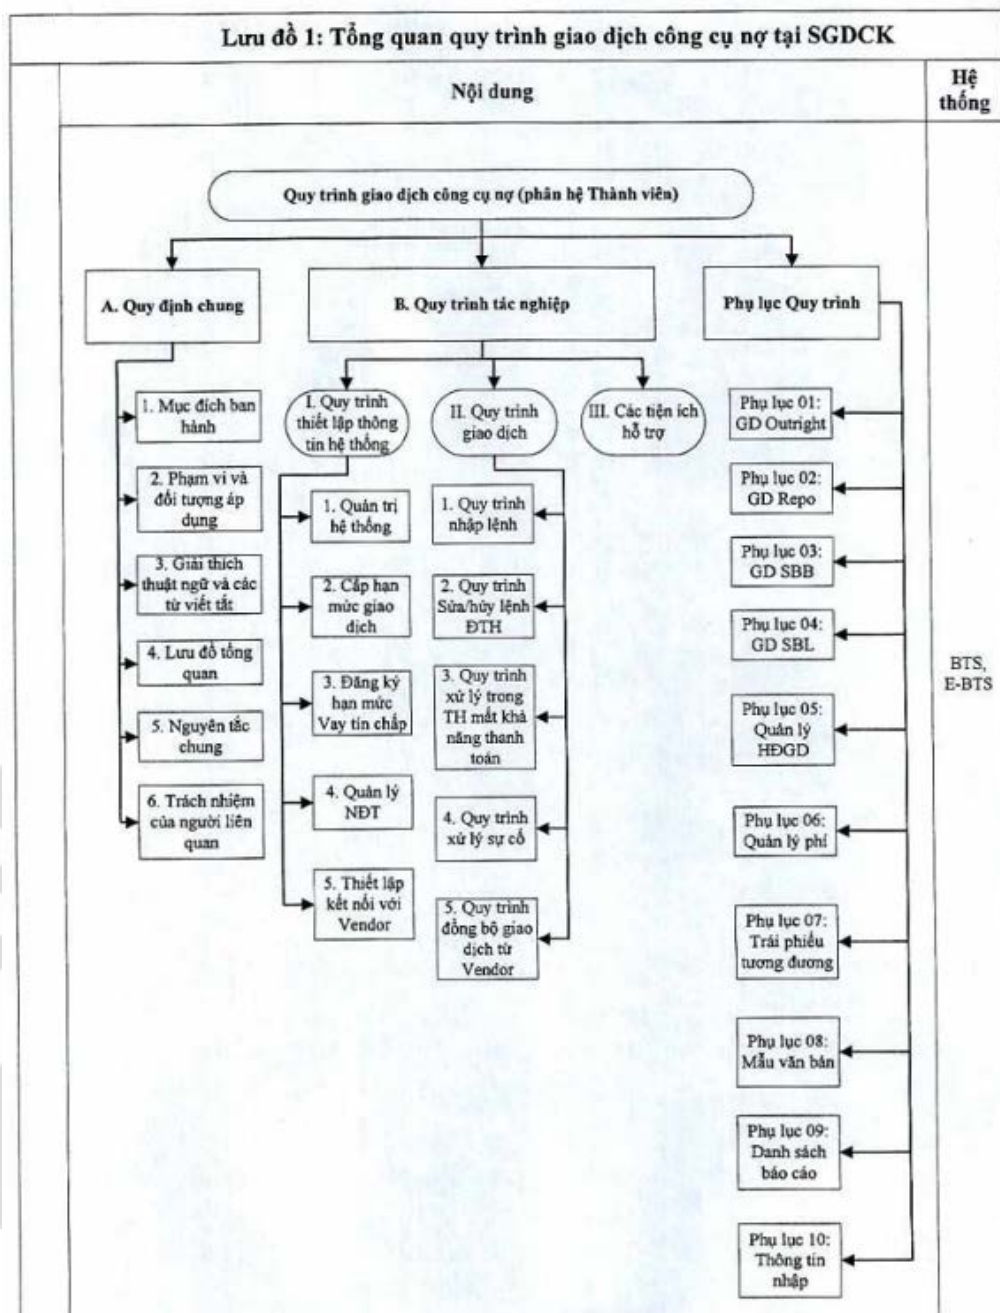 Lưu đồ 1: Tổng quan quy trình giao dịch công cụ nợ tại SGDCK
Nội dung
Hệ
thống
Quy trình giao dịch công cụ nợ (phân hệ Thành viên)
A. Quy định chung
B. Quy trình tác nghiệp
Phụ lục Quy trình
1. Mục đích ban
hành
2. Phạm vi và
đối tượng áp
dụng
3. Giải thích
thuật ngữ và các
từ viết tắt
4. Lưu đồ tổng
quan
5. Nguyên tắc
chung
6. Trách nhiệm
của người liên
quan
I. Quy trình
thiết lập thông
tin hệ thống
1. Quản trị
hệ thống
2. Cấp hạn
mức giao
dịch
3. Đăng ký
hạn mức
Vay tín chấp
4. Quản lý
NĐT
5. Thiết lập
kết nối với
Vendor
II. Quy trình
giao dịch
1. Quy trình
nhập lệnh
2. Quy trình
Sửa/hủy lệnh
ĐTH
3. Quy trình
xử lý trong
TH mất khả
năng thanh
toán
4. Quy trình
xử lý sự cố
5. Quy trình
đồng bộ giao
dịch từ
Vendor
III. Các tiện ích
hỗ trợ
Phụ lục 01:
GD Outright
Phụ lục 02:
GD Repo
Phụ lục 03:
GD SBB
Phụ lục 04:
GD SBL
Phụ lục 05:
Quản lý
HĐGD
Phụ lục 06:
Quản lý phí
Phụ lục 07:
Trái phiếu
tương đương
Phụ lục 08:
Mẫu văn bản
Phụ lục 09:
Danh sách
báo cáo
Phụ lục 10:
Thông tin
nhập
BTS,
E-BTS